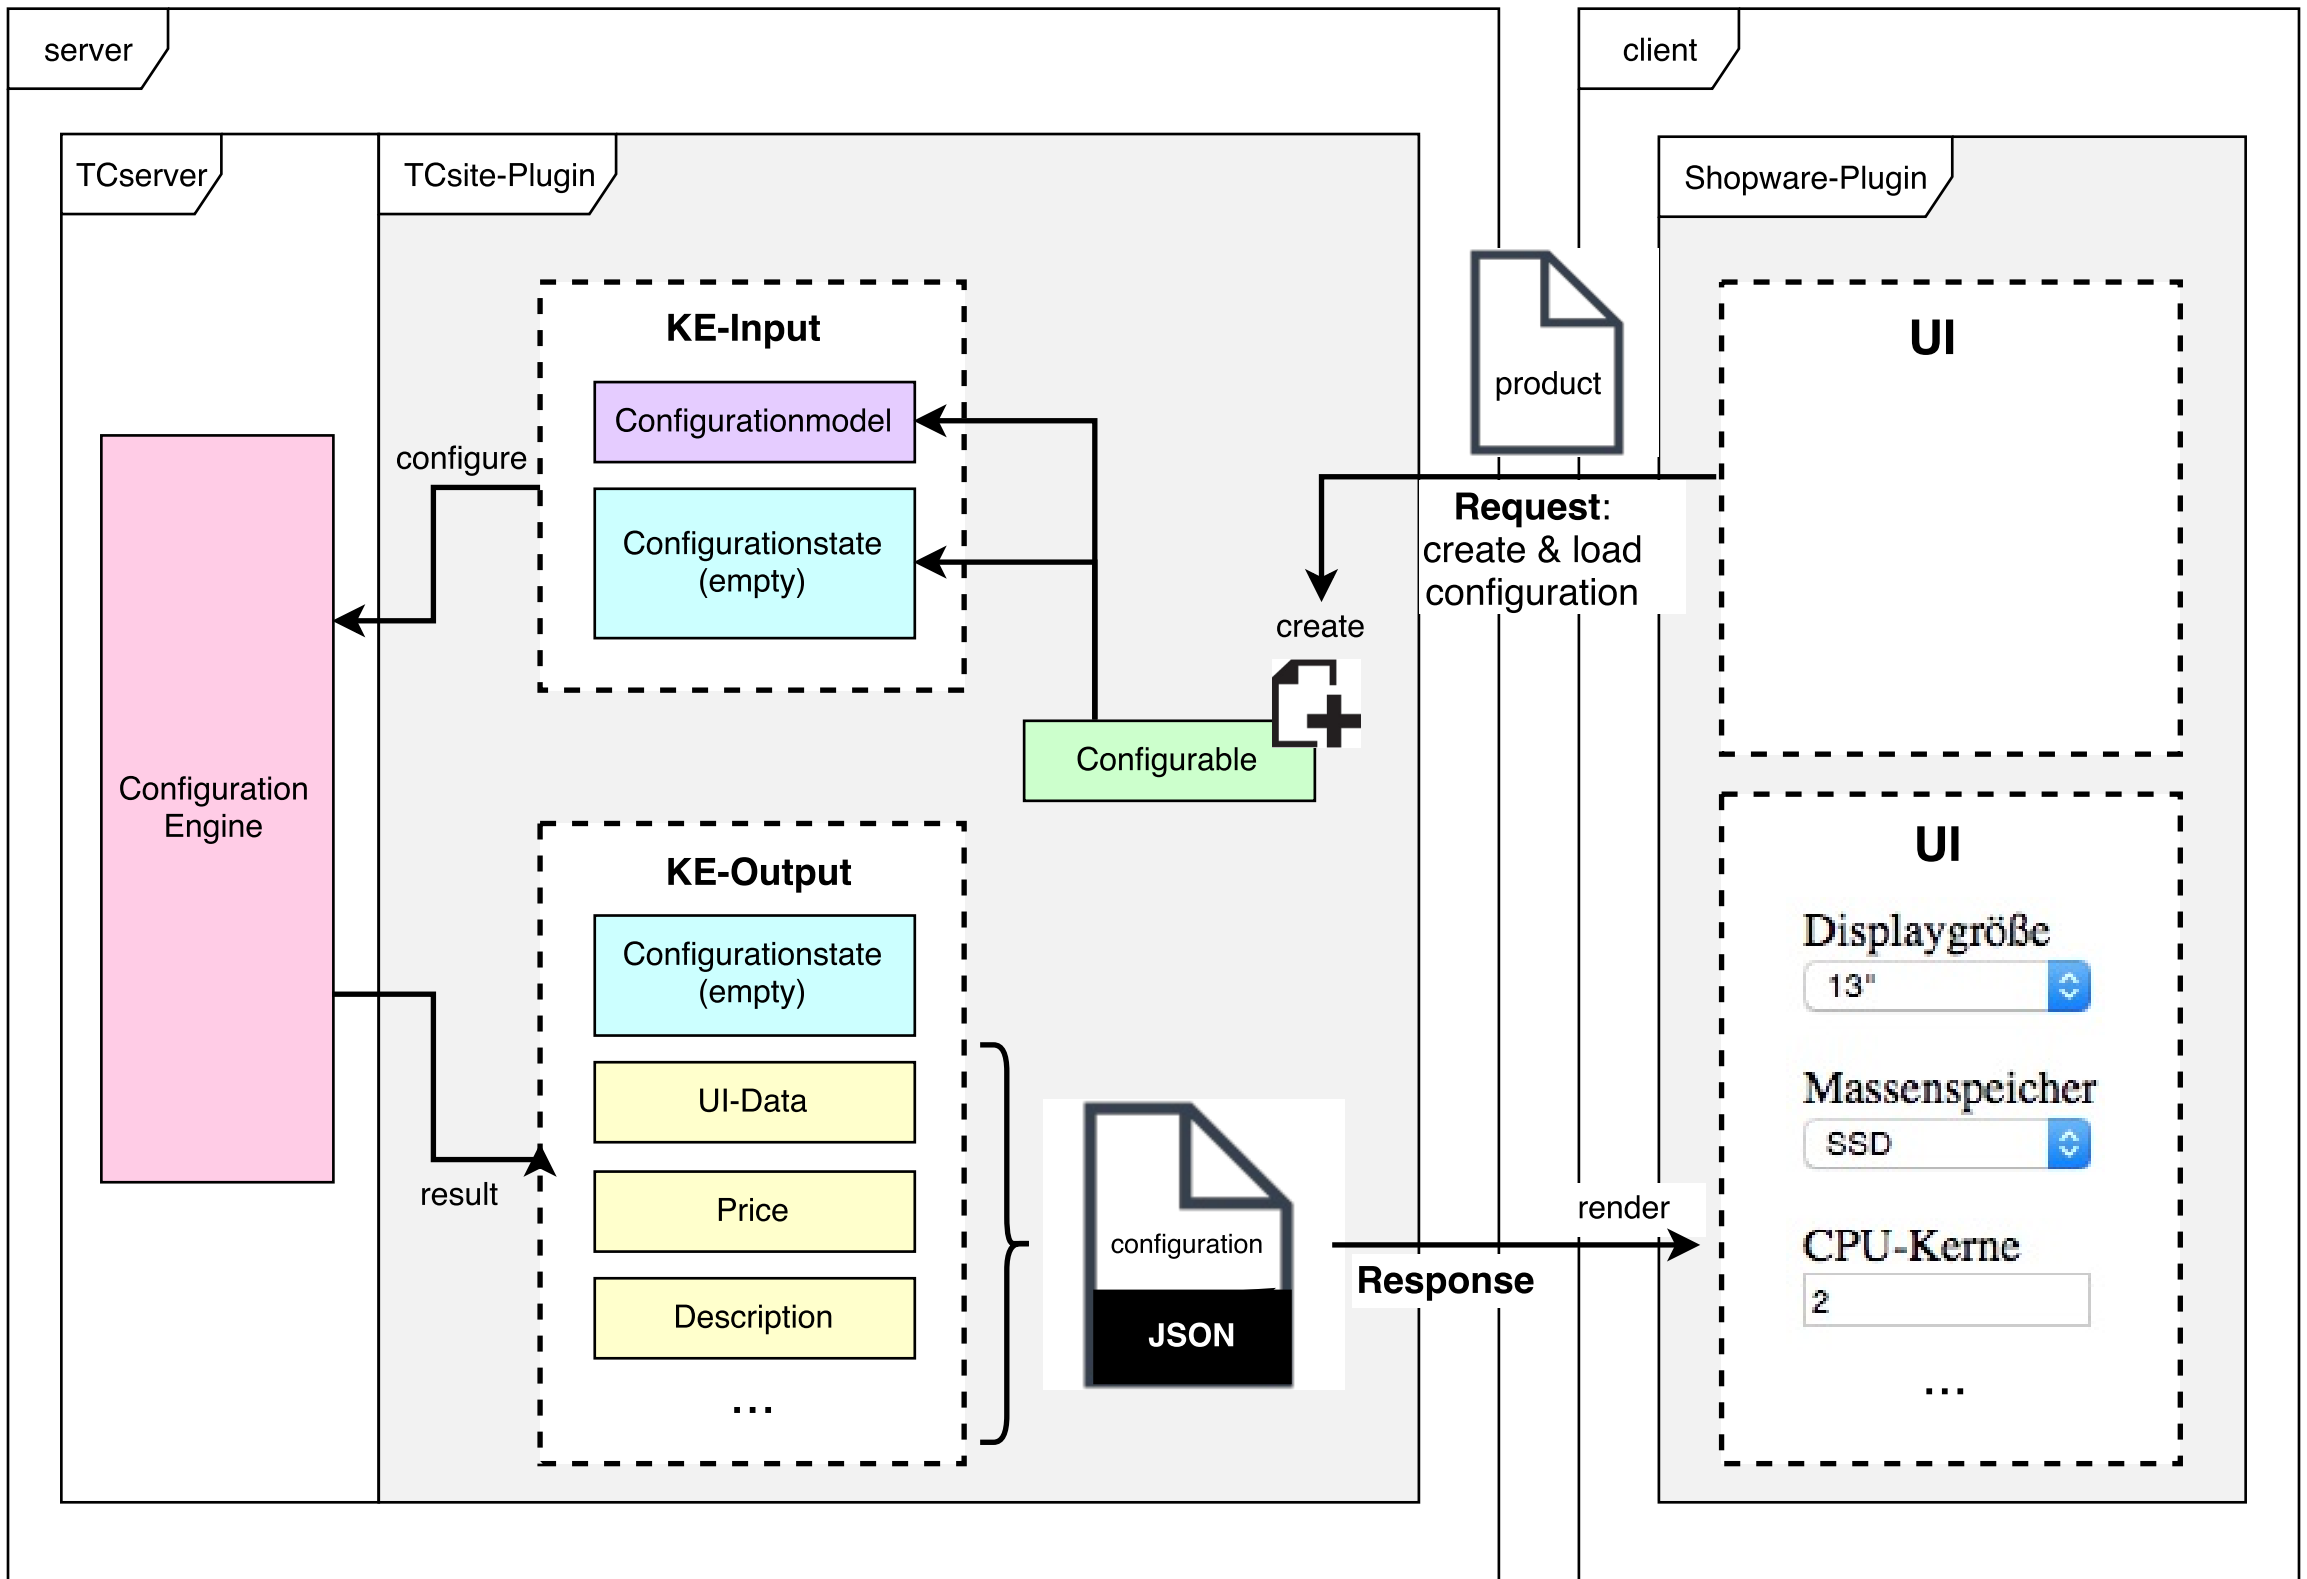 server
client
TCserver
TCsite-Plugin
Shopware-Plugin
KE-Input
Configurationmodel
Configurationstate
(empty)
configure
product
Request:
create & load
configuration
create
Configurable
UI
Configuration
Engine
KE-Output
Configurationstate
(empty)
UI-Data
Price
Description
...
result
configuration
JSON
render
Response
UI
Displaygröße
13"
Massenspeicher
SSD
CPU-Kerne
2
...